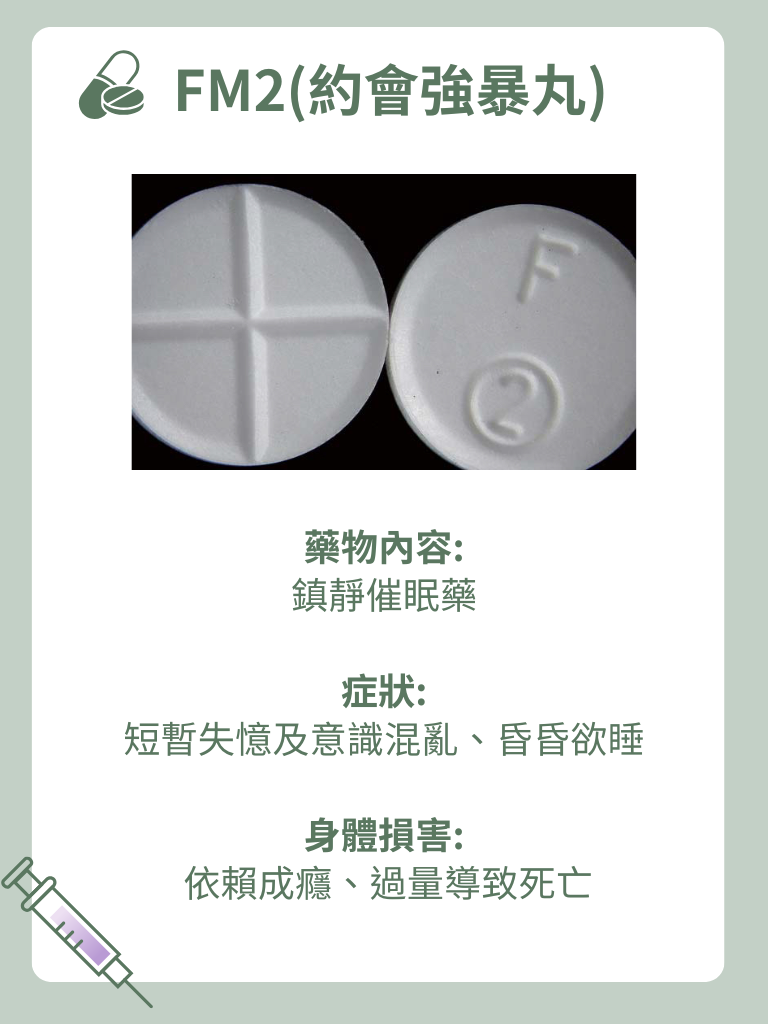 FM2(約會強暴丸)
F
2
藥物內容:
鎮靜催眠藥
症狀:
短暫失憶及意識混亂、昏昏欲睡
身體損害:
依賴成癮、過量導致死亡